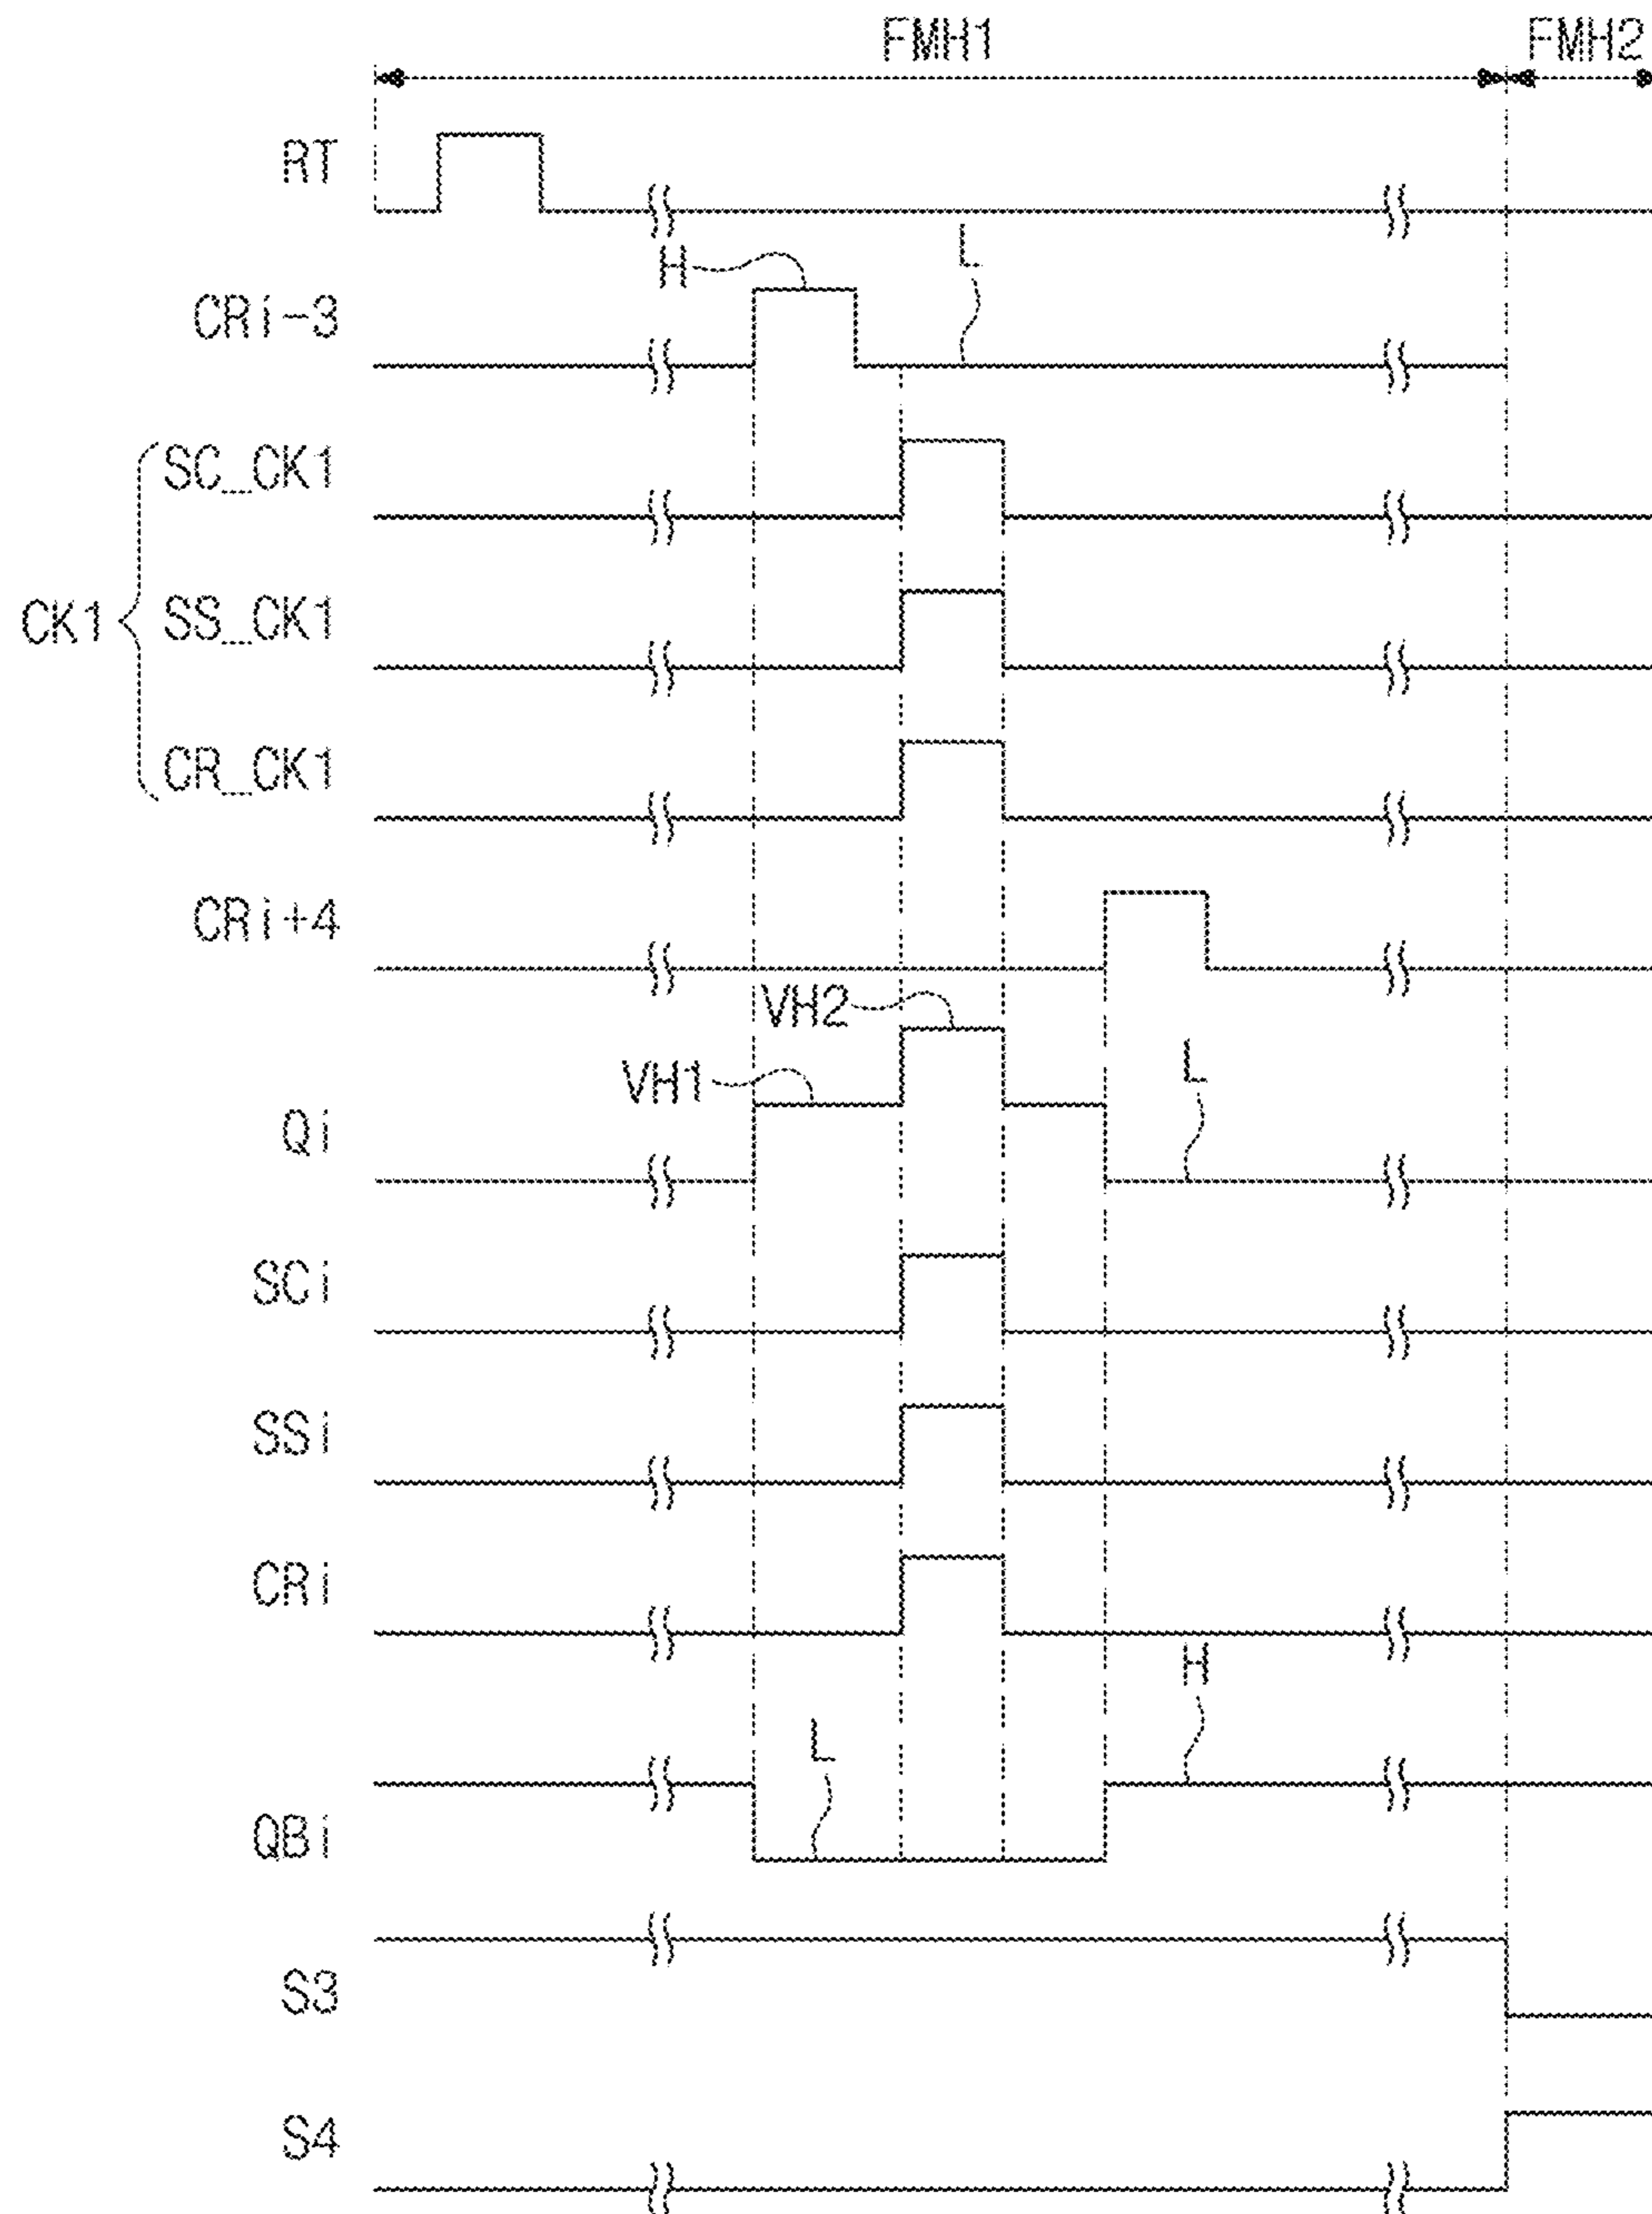 FMH1 FMH2
RT
H L
CRi-3
SC_CK1
CK1 SS_CK1
CR_CK1
CRi+4
VH2
VH1 L
Qi
SCi
SSi
CRi
H
L
QBi
S3
S4